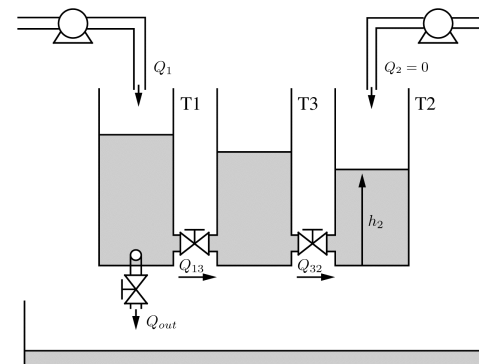 Q₁
Q₂ = 0
T1
T3
T2
h₂
Q₁₃
Q₃₂
Qₒᵤₜ